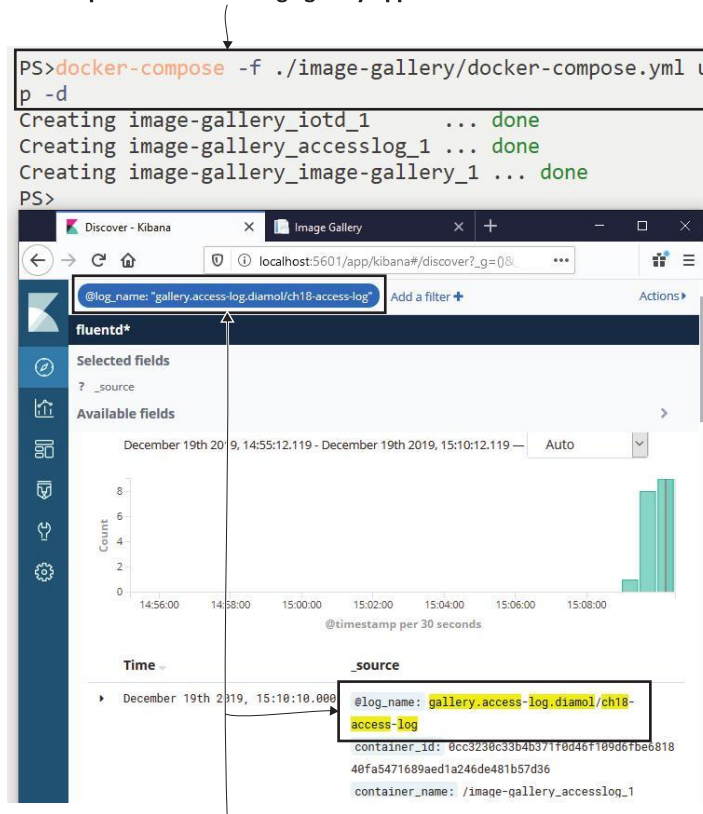 PS>docker-compose -f ./image-gallery/docker-compose.yml u
p -d
Creating image-gallery_iotd_1 ... done
Creating image-gallery_accesslog_1 ... done
Creating image-gallery_image-gallery_1 ... done
PS>
Discover - Kibana
Image Gallery
localhost:5601/app/kibana#/discover?_g=()&
@log_name: "gallery.access-log.diamol/ch18-access-log"
Add a filter +
Actions
fluentd*
Selected fields
? _source
Available fields
December 19th 2019, 14:55:12.119 - December 19th 2019, 15:10:12.119 —
Auto
8
6
4
2
0
Count
14:56:00
14:58:00
15:00:00
15:02:00
15:04:00
15:06:00
15:08:00
@timestamp per 30 seconds
Time
_source
December 19th 2019, 15:10:10.000
@log_name: gallery.access-log.diamol/ch18-
access-log
container_id: 0cc3230c33b4b371f0d46f109d6fbe6818
40fa5471689aed1a246de481b57d36
container_name: /image-gallery_accesslog_1